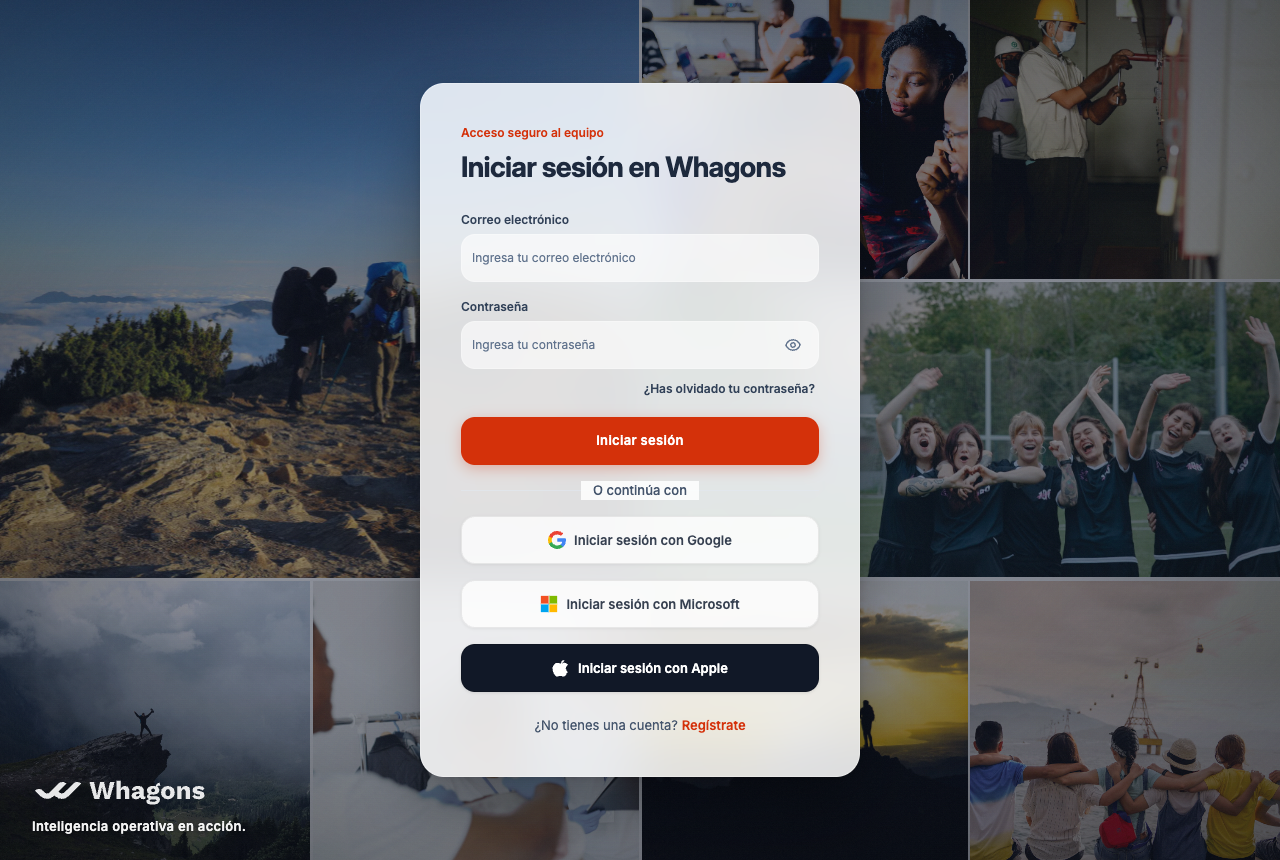 Acceso seguro al equipo
Iniciar sesión en Whagons
Correo electrónico
Ingresa tu correo electrónico
Contraseña
Ingresa tu contraseña
¿Has olvidado tu contraseña?
Iniciar sesión
O continúa con
Iniciar sesión con Google
Iniciar sesión con Microsoft
Iniciar sesión con Apple
¿No tienes una cuenta? Regístrate
Whagons
Inteligencia operativa en acción.